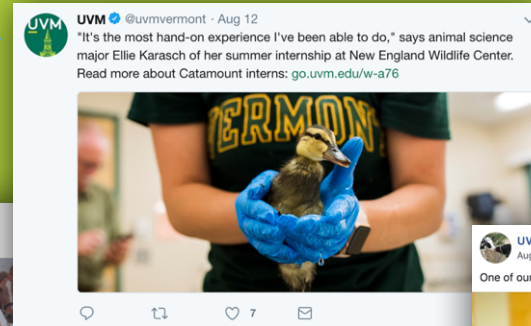 UVM @uvmvermont · Aug 12
"It's the most hand-on experience I've been able to do," says animal science
major Ellie Karasch of her summer internship at New England Wildlife Center.
Read more about Catamount interns: go.uvm.edu/w-a76
UVM
VERMONT
7
UV
Aug
One of our